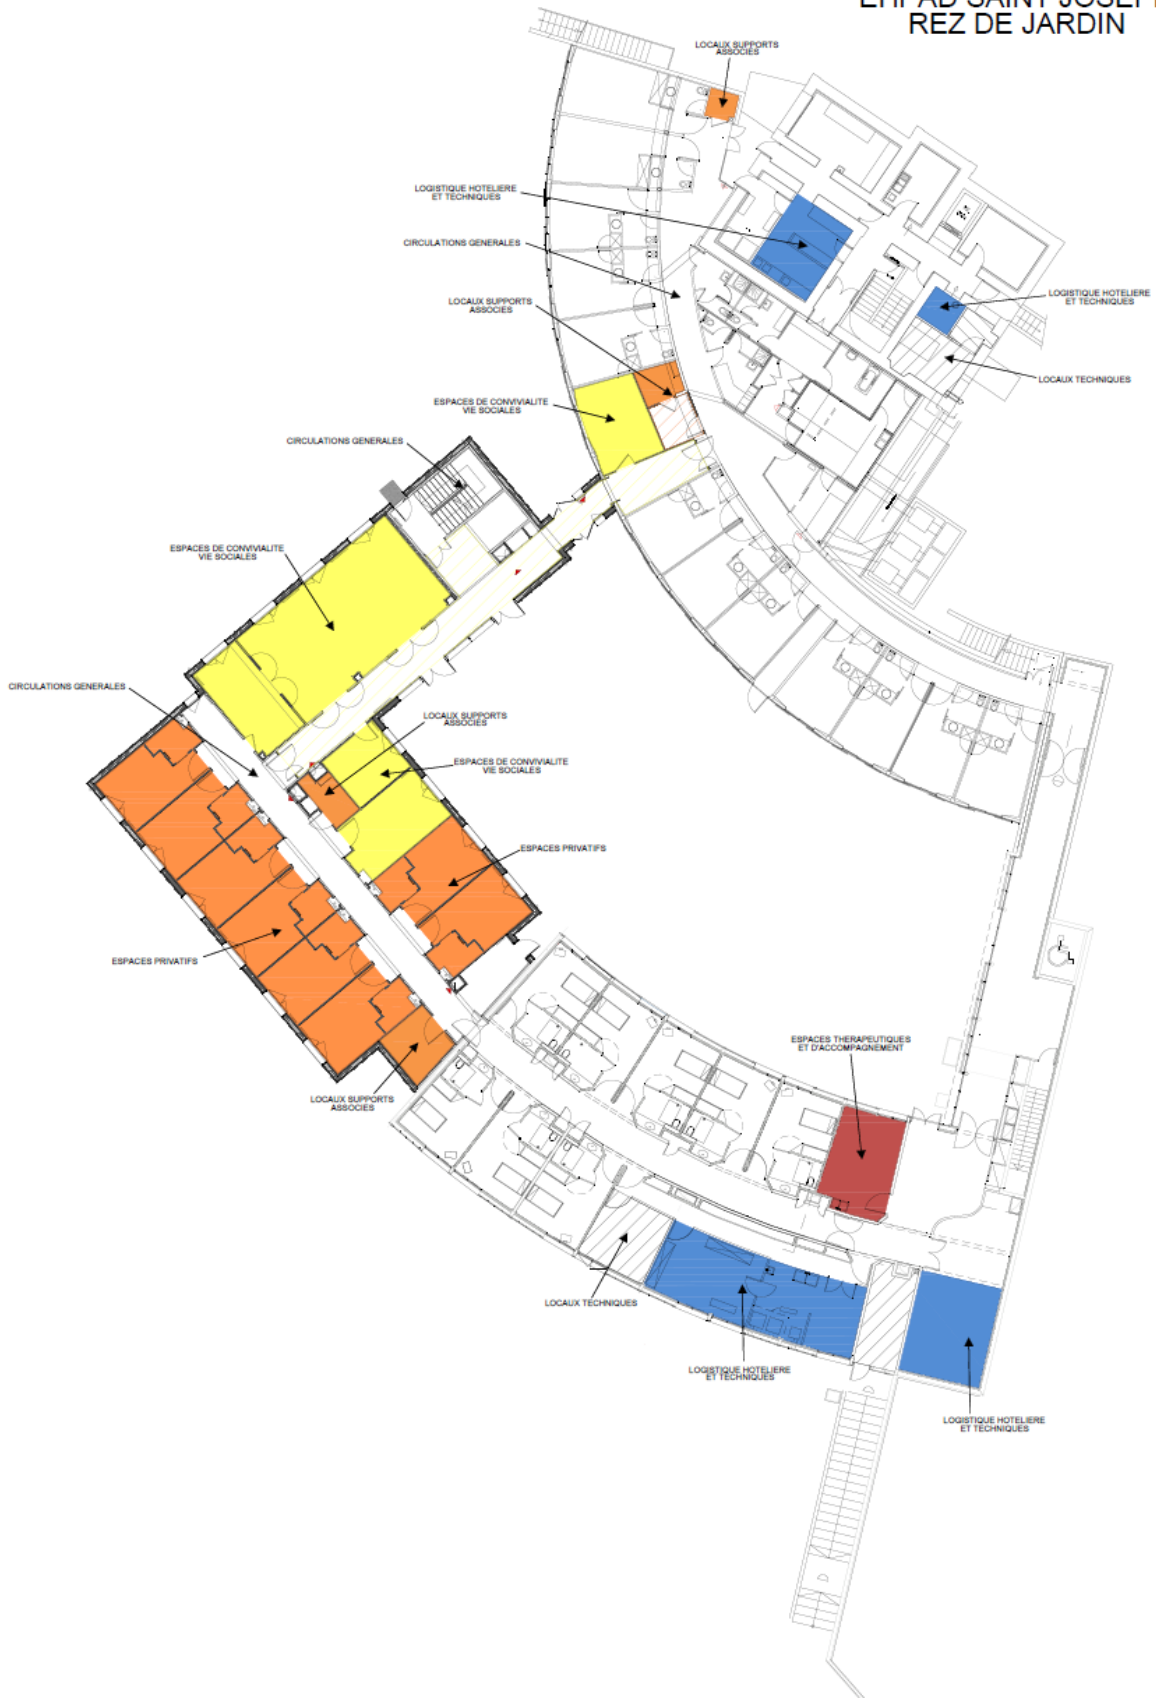 EHPAD SAINT JOSEPH
REZ DE JARDIN
LOCAUX SUPPORTS
ASSOCIES
LOGISTIQUE HOTELIERE
ET TECHNIQUES
CIRCULATIONS GENERALES
LOCAUX SUPPORTS
ASSOCIES
LOGISTIQUE HOTELIERE
ET TECHNIQUES
LOCAUX TECHNIQUES
ESPACES DE CONVIVIALITE
VIE SOCIALES
CIRCULATIONS GENERALES
ESPACES DE CONVIVIALITE
VIE SOCIALES
CIRCULATIONS GENERALES
LOCAUX SUPPORTS
ASSOCIES
ESPACES DE CONVIVIALITE
VIE SOCIALES
ESPACES PRIVATIFS
ESPACES PRIVATIFS
ESPACES THERAPEUTIQUES
ET D'ACCOMPAGNEMENT
LOCAUX SUPPORTS
ASSOCIES
LOCAUX TECHNIQUES
LOGISTIQUE HOTELIERE
ET TECHNIQUES
LOGISTIQUE HOTELIERE
ET TECHNIQUES